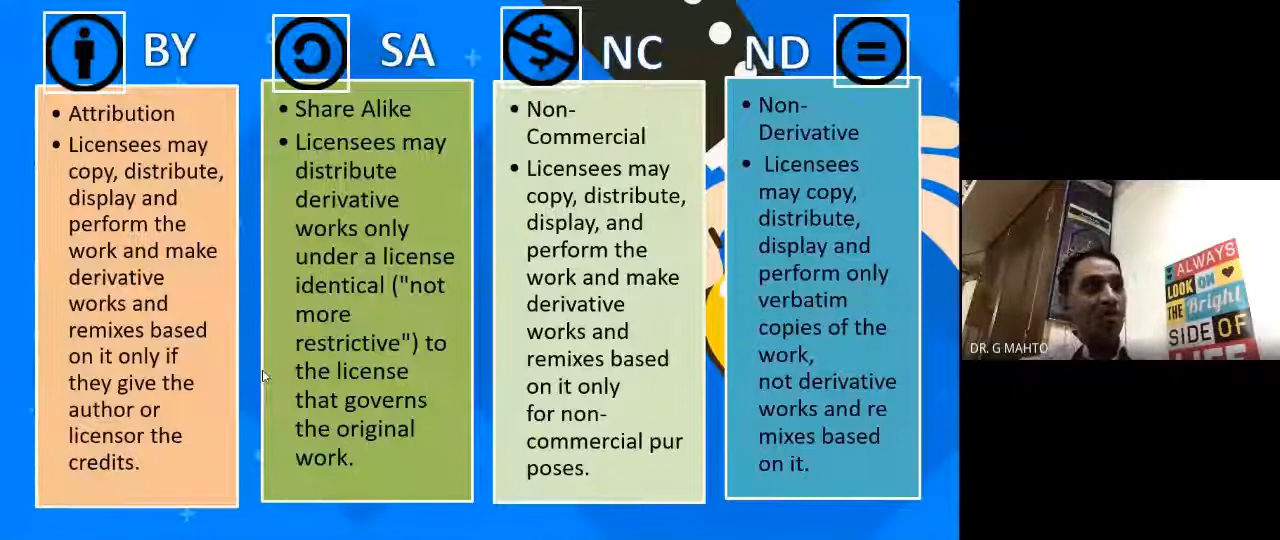 BY
• Attribution
• Licensees may
copy, distribute,
display and
perform the
work and make
derivative
works and
remixes based
on it only if
they give the
author or
licensor the
credits.
SA
• Share Alike
• Licensees may
distribute
derivative
works only
under a license
identical ("not
more
restrictive") to
the license
that governs
the original
work.
NC
• Non-
Commercial
• Licensees may
copy, distribute,
display, and
perform the
work and make
derivative
works and
remixes based
on it only
for non-
commercial pur
poses.
ND
• Non-
Derivative
• Licensees
may copy,
distribute,
display and
perform only
verbatim
copies of the
work,
not derivative
works and re
mixes based
on it.
DR. G MAHTO
ALWAYS
LOOK ON
THE Bright
SIDE OF
LIFE